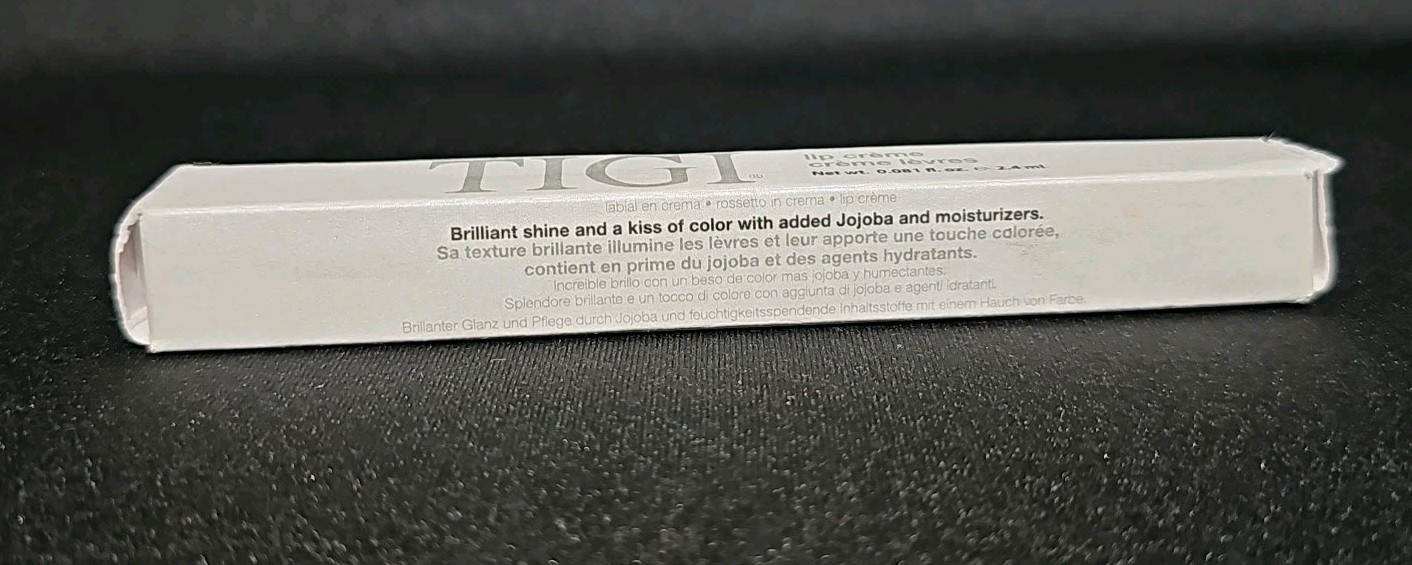 TIGI
lip crème
crème lèvres
Net wt. 0.081 fl. oz. e 2.4 ml
labial en crema • rossetto in crema • lip crème
Brilliant shine and a kiss of color with added Jojoba and moisturizers.
Sa texture brillante illumine les lèvres et leur apporte une touche colorée,
contient en prime du jojoba et des agents hydratants.
Increible brillo con un beso de color mas jojoba y humectantes.
Splendore brillante e un tocco di colore con aggiunta di jojoba e agenti idratanti.
Brillanter Glanz und Pflege durch Jojoba und feuchtigkeitsspendende Inhaltsstoffe mit einem Hauch von Farbe.